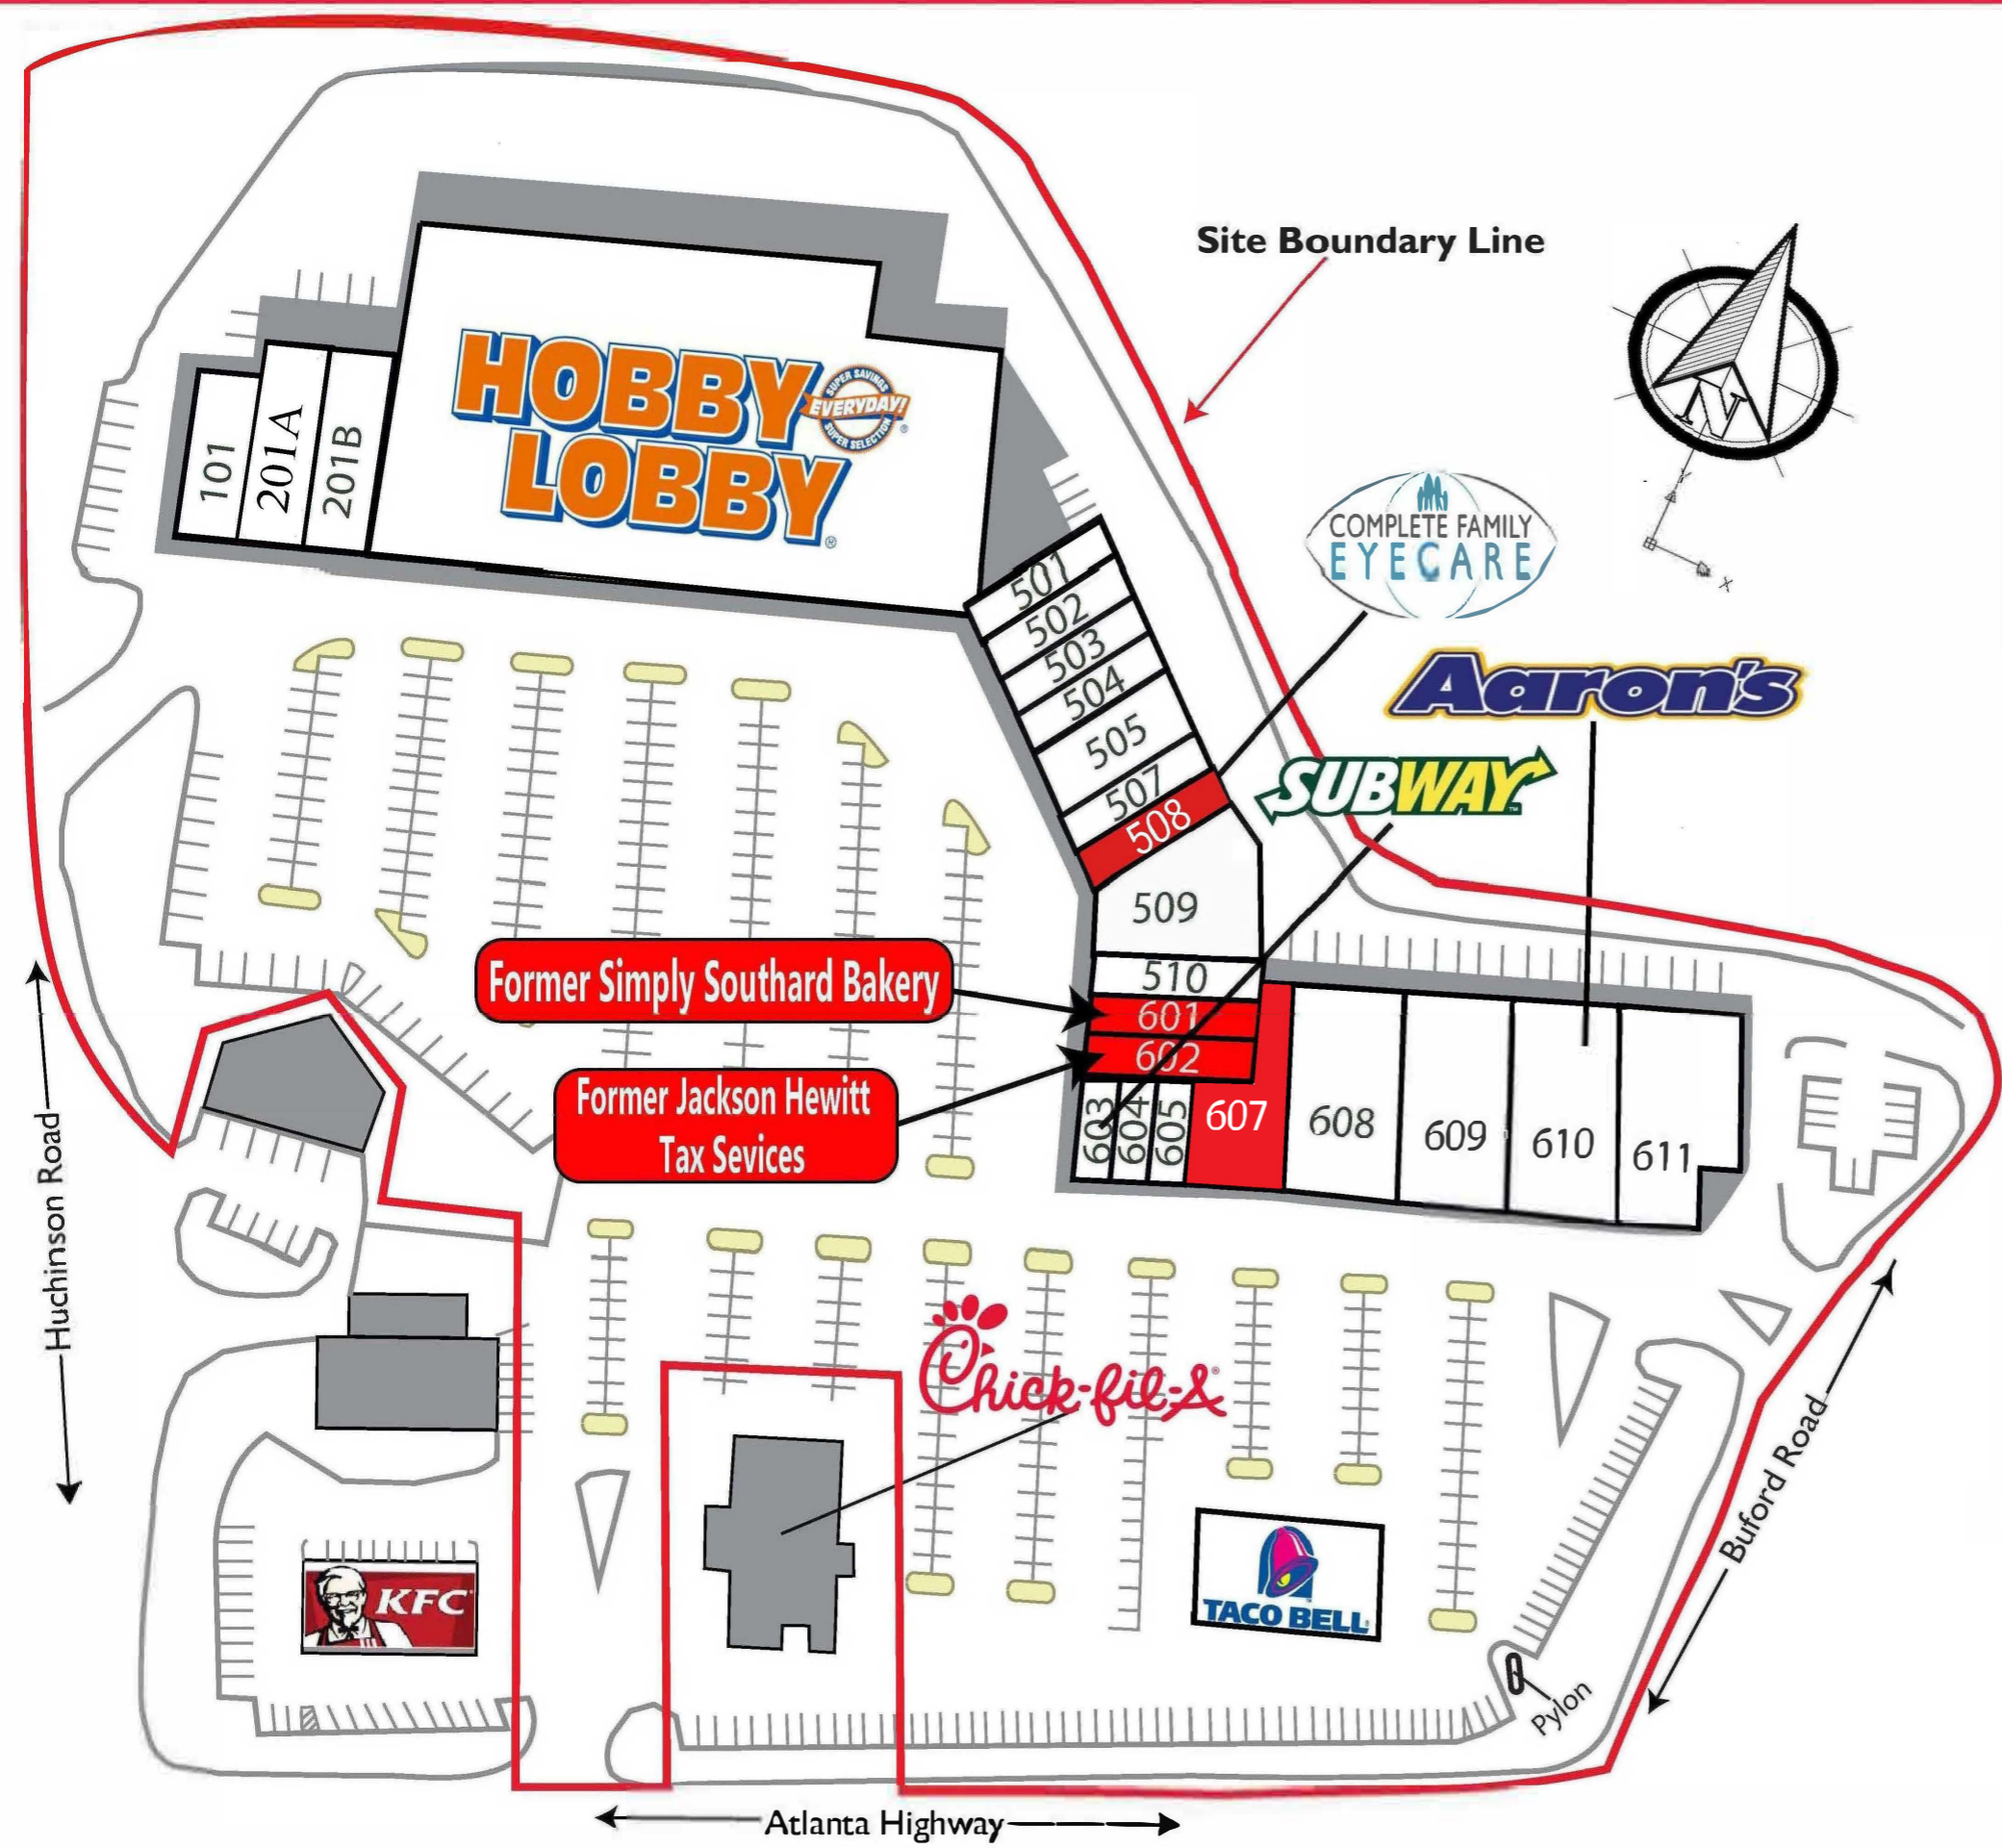 Site Boundary Line
HOBBY
LOBBY
SUPER SAVINGS
EVERYDAY!
SUPER SELECTION
®
®
N
Y
X
101
201A
201B
COMPLETE FAMILY
EYECARE
Aaron's
SUBWAY
501
502
503
504
505
507
508
509
510
601
602
603
604
605
607
608
609
610
611
Former Simply Southard Bakery
Former Jackson Hewitt
Tax Sevices
Huchinson Road
Chick-fil-A
KFC
TACO BELL
Buford Road
Pylon
Atlanta Highway